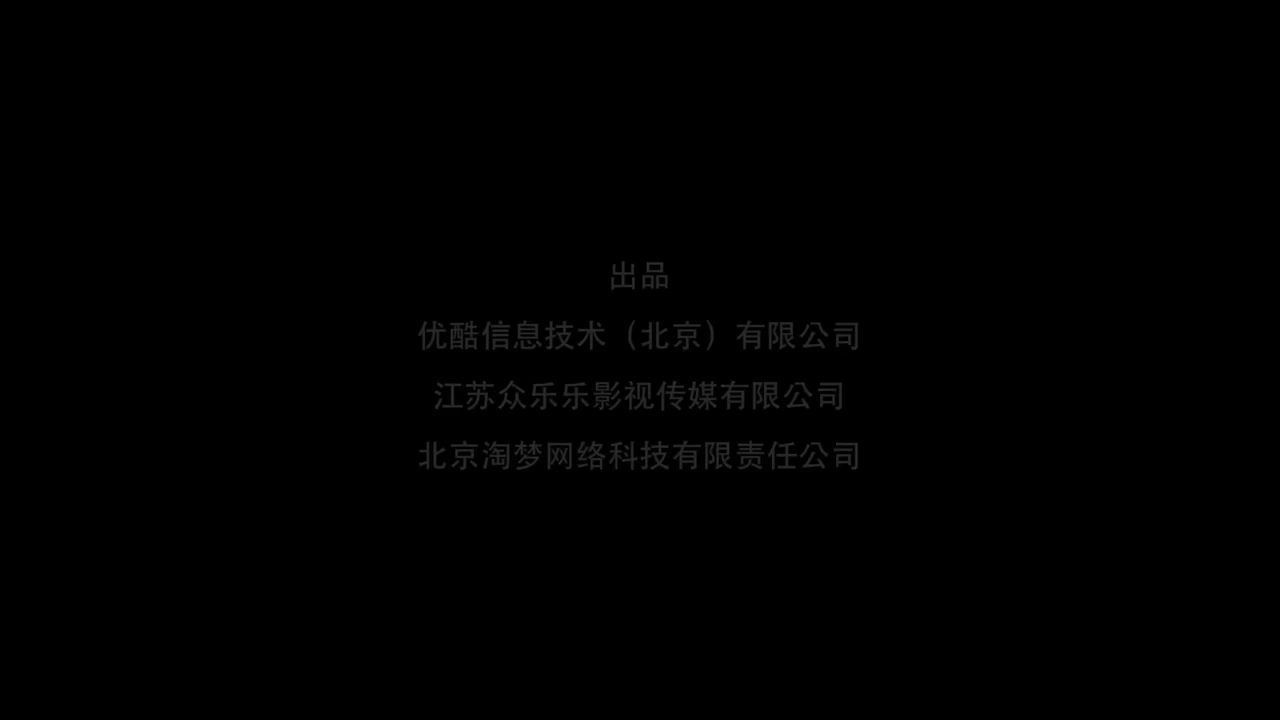 出品
优酷信息技术（北京）有限公司
江苏众乐乐影视传媒有限公司
北京淘梦网络科技有限责任公司